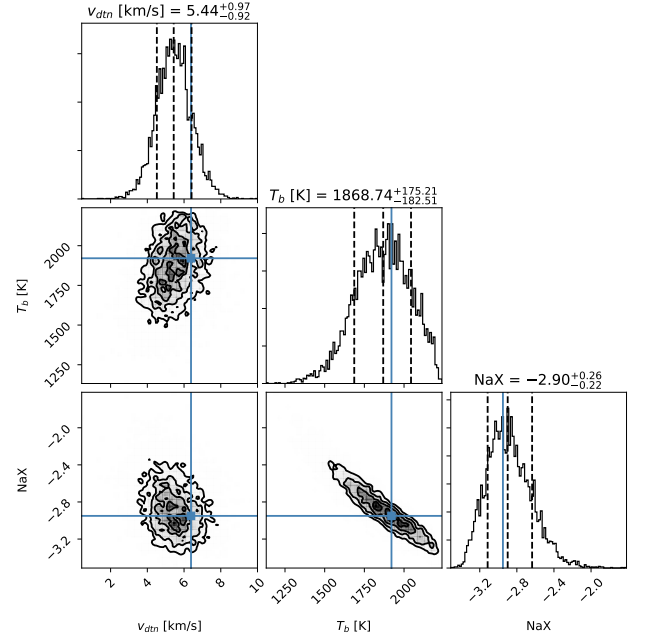 v_dtn [km/s] = 5.44^{+0.97}_{-0.92}
T_b [K] = 1868.74^{+175.21}_{-182.51}
T_b [K]
2000
1750
1500
1250
NaX = −2.90^{+0.26}_{-0.22}
NaX
−2.0
−2.4
−2.8
−3.2
2 4 6 8 10
1250 1500 1750 2000
−3.2 −2.8 −2.4 −2.0
v_dtn [km/s] T_b [K] NaX